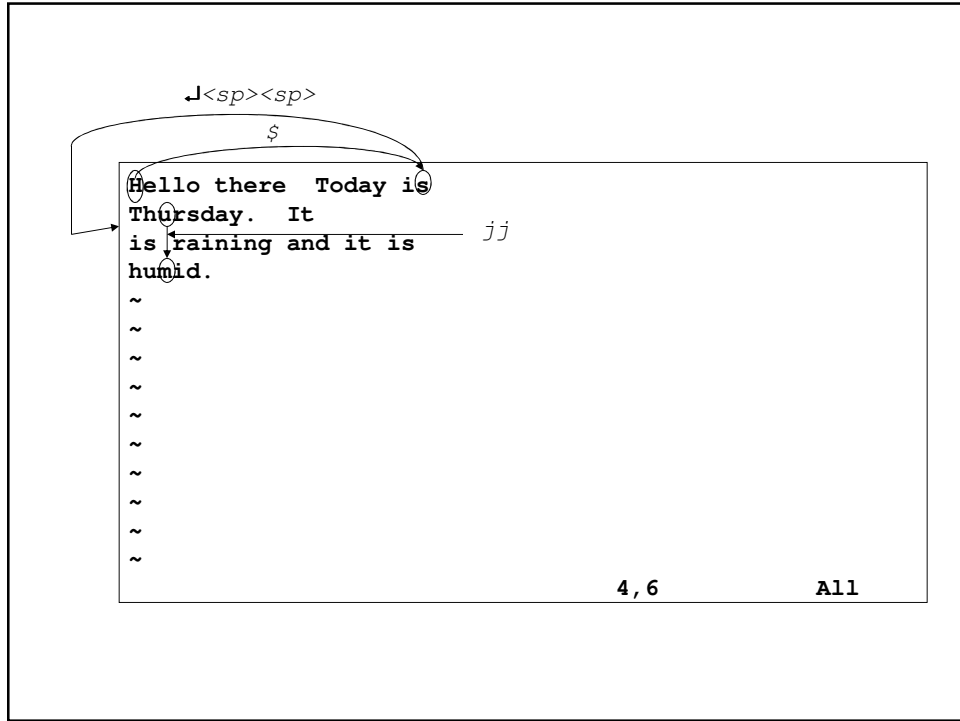 ↵<sp><sp>
$
Hello there  Today is
Thursday.  It
jj
is raining and it is
humid.
~
~
~
~
~
~
~
~
~
~
4,6 All